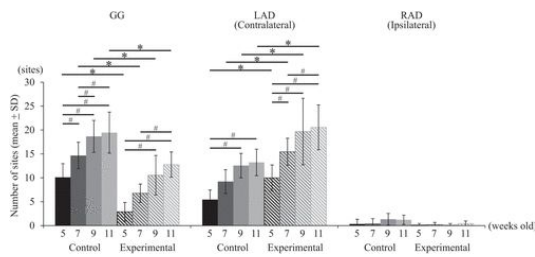 GG
LAD
(Contralateral)
RAD
(Ipsilateral)
(sites)
* * * *
* * * *
# # # # # # # #
# # # # # # #
Number of sites (mean ± SD)
30
25
20
15
10
5
0
5 7 9 11 5 7 9 11 5 7 9 11 5 7 9 11 5 7 9 11 5 7 9 11 (weeks old)
Control Experimental Control Experimental Control Experimental